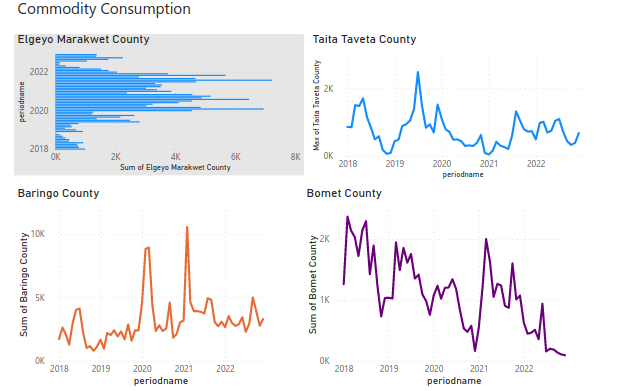 Commodity Consumption
Elgeyo Marakwet County
periodname
2022
2020
2018
0K 2K 4K 6K 8K
Sum of Elgeyo Marakwet County
Taita Taveta County
Max of Taita Taveta County
2K
0K
2018 2019 2020 2021 2022
periodname
Baringo County
Sum of Baringo County
10K
5K
0K
2018 2019 2020 2021 2022
periodname
Bomet County
Sum of Bomet County
2K
1K
0K
2018 2019 2020 2021 2022
periodname